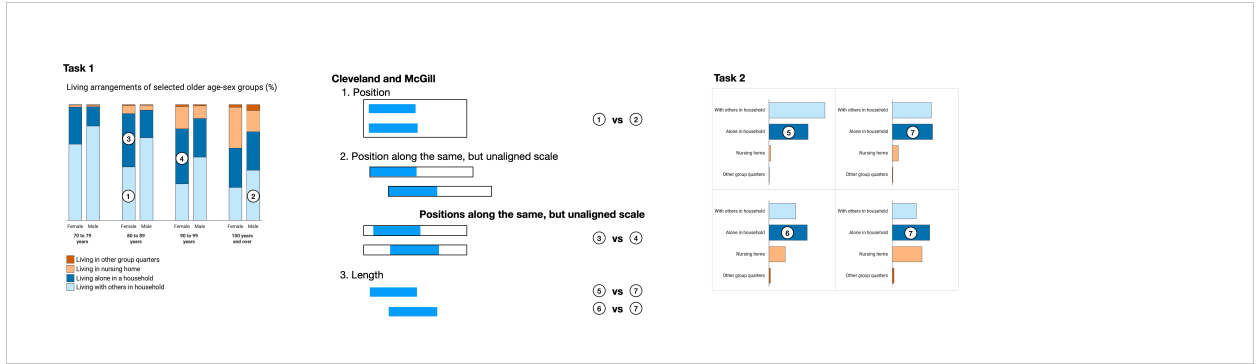 Task 1
Living arrangements of selected older age-sex groups (%)
3
4
1
2
Female Male Female Male Female Male Female Male
70 to 79 years
80 to 89 years
90 to 99 years
100 years and over
Living in other group quarters
Living in nursing home
Living alone in a household
Living with others in household
Cleveland and McGill
1. Position
1 vs 2
2. Position along the same, but unaligned scale
Positions along the same, but unaligned scale
3 vs 4
3. Length
5 vs 7
6 vs 7
Task 2
With others in household
Alone in household
5
Nursing home
Other group quarters
With others in household
Alone in household
7
Nursing home
Other group quarters
With others in household
Alone in household
6
Nursing home
Other group quarters
With others in household
Alone in household
7
Nursing home
Other group quarters